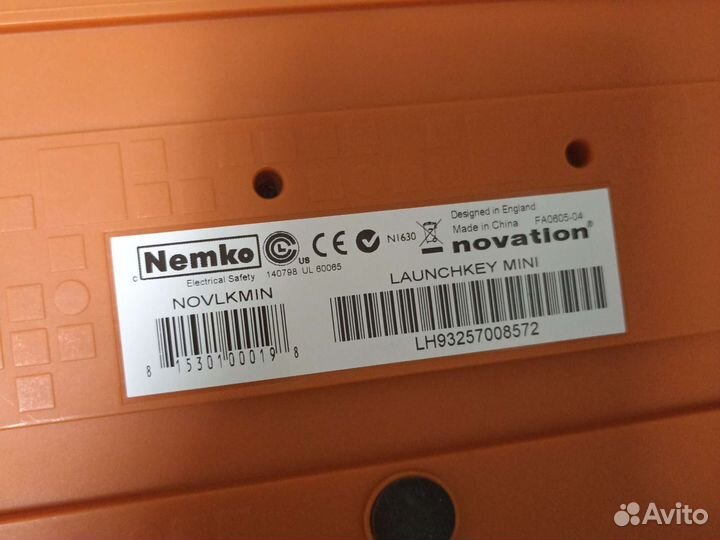 c Nemko
Electrical Safety
C L US
140798 UL 60065
CE
N1630
Designed in England
Made in China FA0605-04
novation®
NOVLKMIN
8 15301 00019 8
LAUNCHKEY MINI
LH93257008572
Avito